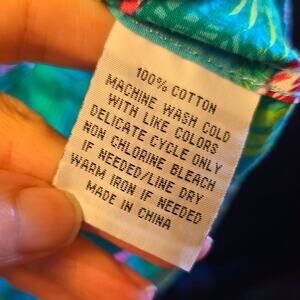 100% COTTON
MACHINE WASH COLD
WITH LIKE COLORS
DELICATE CYCLE ONLY
NON CHLORINE BLEACH
IF NEEDED/LINE DRY
WARM IRON IF NEEDED
MADE IN CHINA